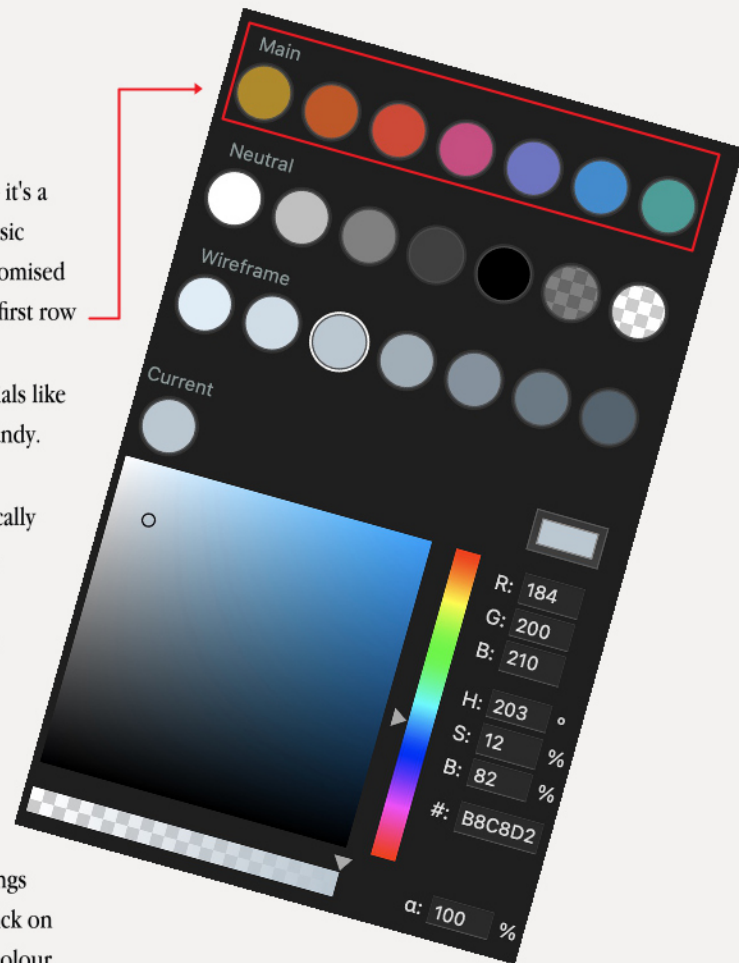 it's a
sic
omised
first row
als like
ndy.
cally
ngs
ck on
olour
Main
Neutral
Wireframe
Current
R: 184
G: 200
B: 210
H: 203 °
S: 12 %
B: 82 %
#: B8C8D2
α: 100 %